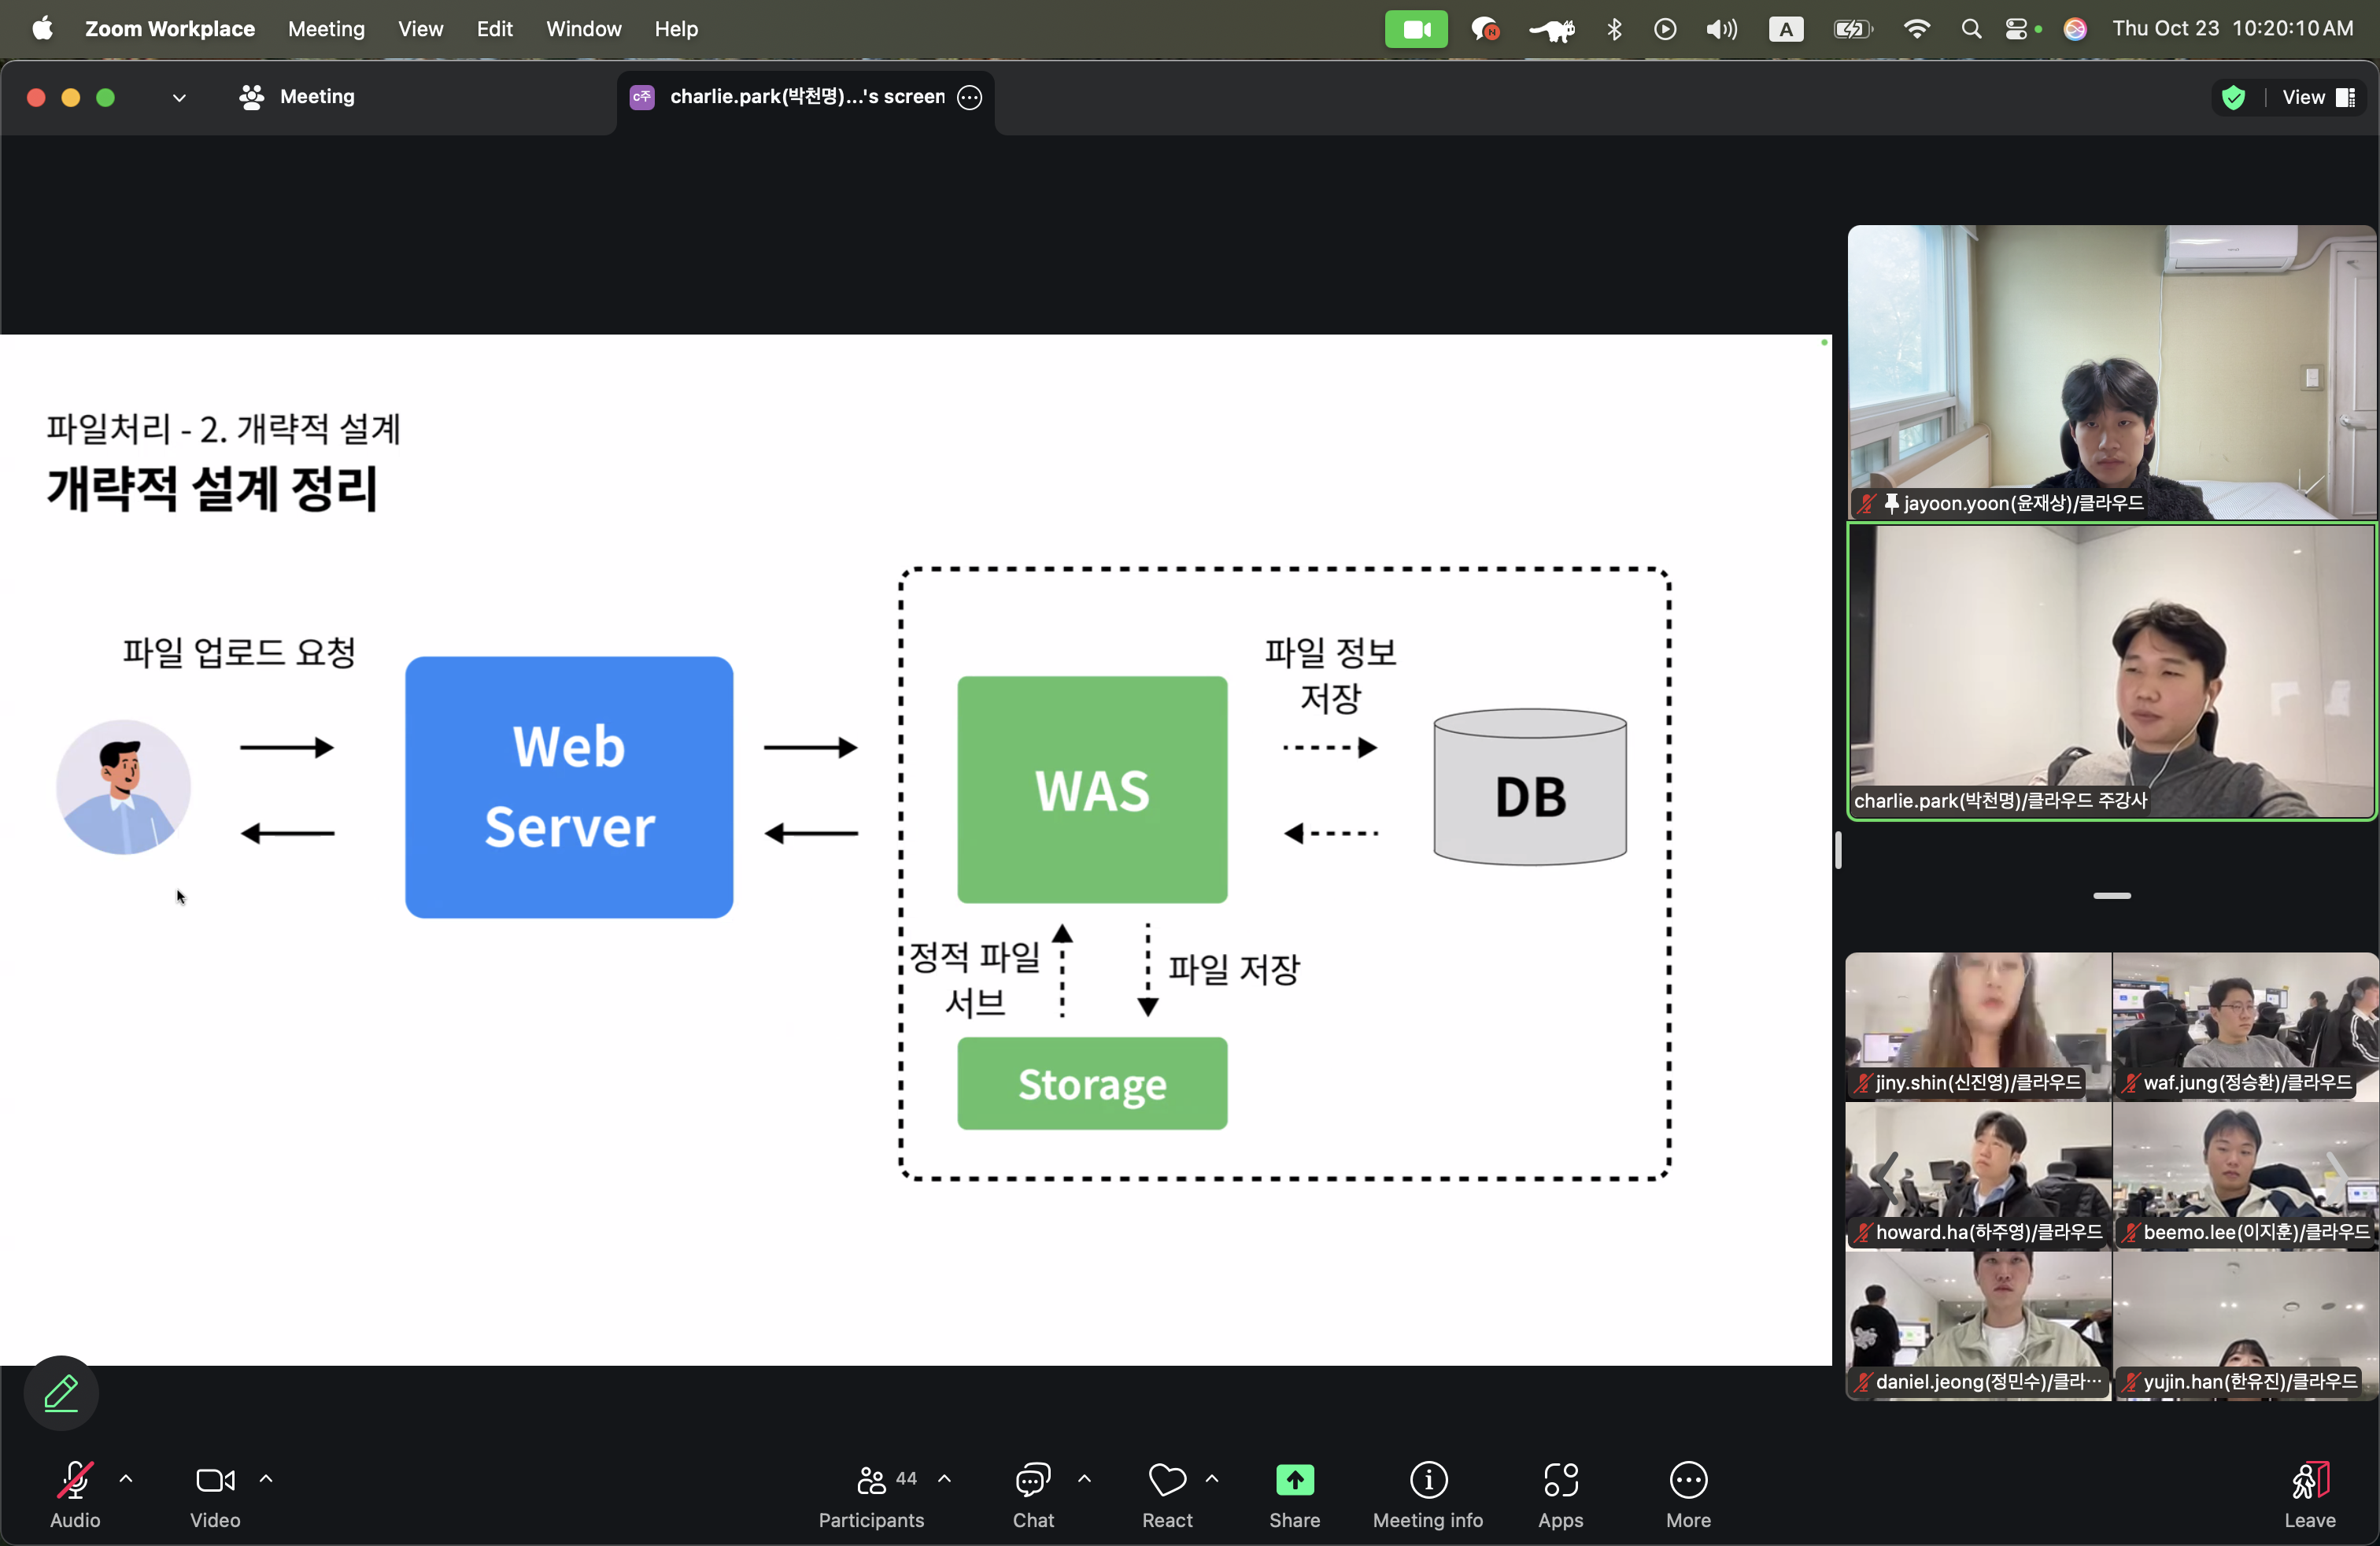 Zoom Workplace Meeting View Edit Window Help
N
A
Thu Oct 23 10:20:10 AM
Meeting
C주 charlie.park(박천명)...'s screen
View
파일처리 - 2. 개략적 설계
개략적 설계 정리
파일 업로드 요청
Web
Server
WAS
파일 정보
저장
DB
정적 파일
서브
파일 저장
Storage
jayoon.yoon(윤재상)/클라우드
charlie.park(박천명)/클라우드 주강사
jiny.shin(신진영)/클라우드
waf.jung(정승환)/클라우드
howard.ha(하주영)/클라우드
beemo.lee(이지훈)/클라우드
daniel.jeong(정민수)/클라…
yujin.han(한유진)/클라우드
Audio
Video
44
Participants
Chat
React
Share
Meeting info
Apps
More
Leave